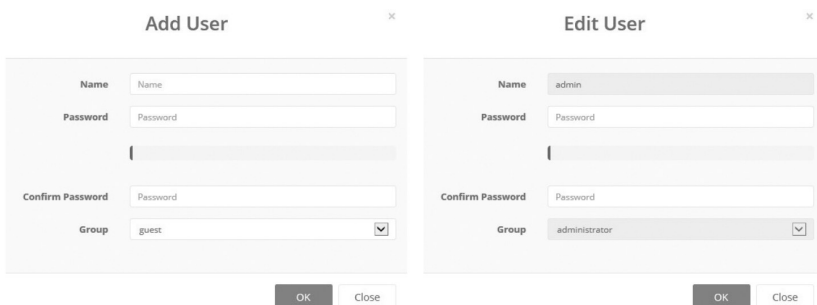 Add User
×
Name
Name
Password
Password
Confirm Password
Password
Group
guest
OK
Close
Edit User
×
Name
admin
Password
Password
Confirm Password
Password
Group
administrator
OK
Close